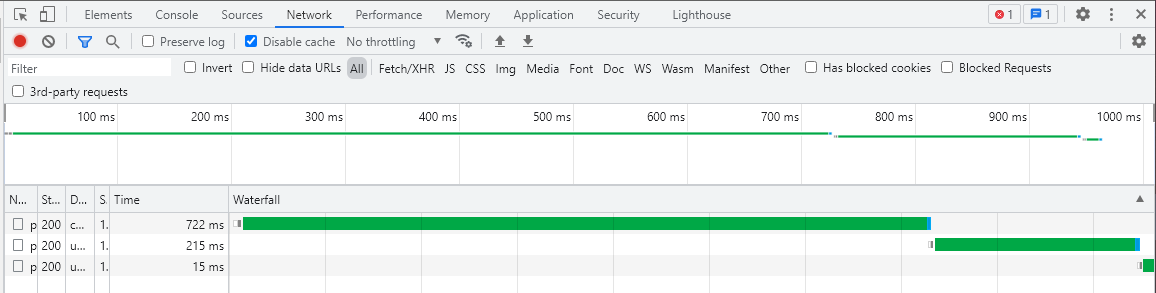 Elements Console Sources Network Performance Memory Application Security Lighthouse 1 1
Preserve log Disable cache No throttling
Filter Invert Hide data URLs All Fetch/XHR JS CSS Img Media Font Doc WS Wasm Manifest Other Has blocked cookies Blocked Requests
3rd-party requests
100 ms 200 ms 300 ms 400 ms 500 ms 600 ms 700 ms 800 ms 900 ms 1000 ms
N... St... D... S. Time Waterfall
p 200 c... 1. 722 ms
p 200 u... 1. 215 ms
p 200 u... 1. 15 ms